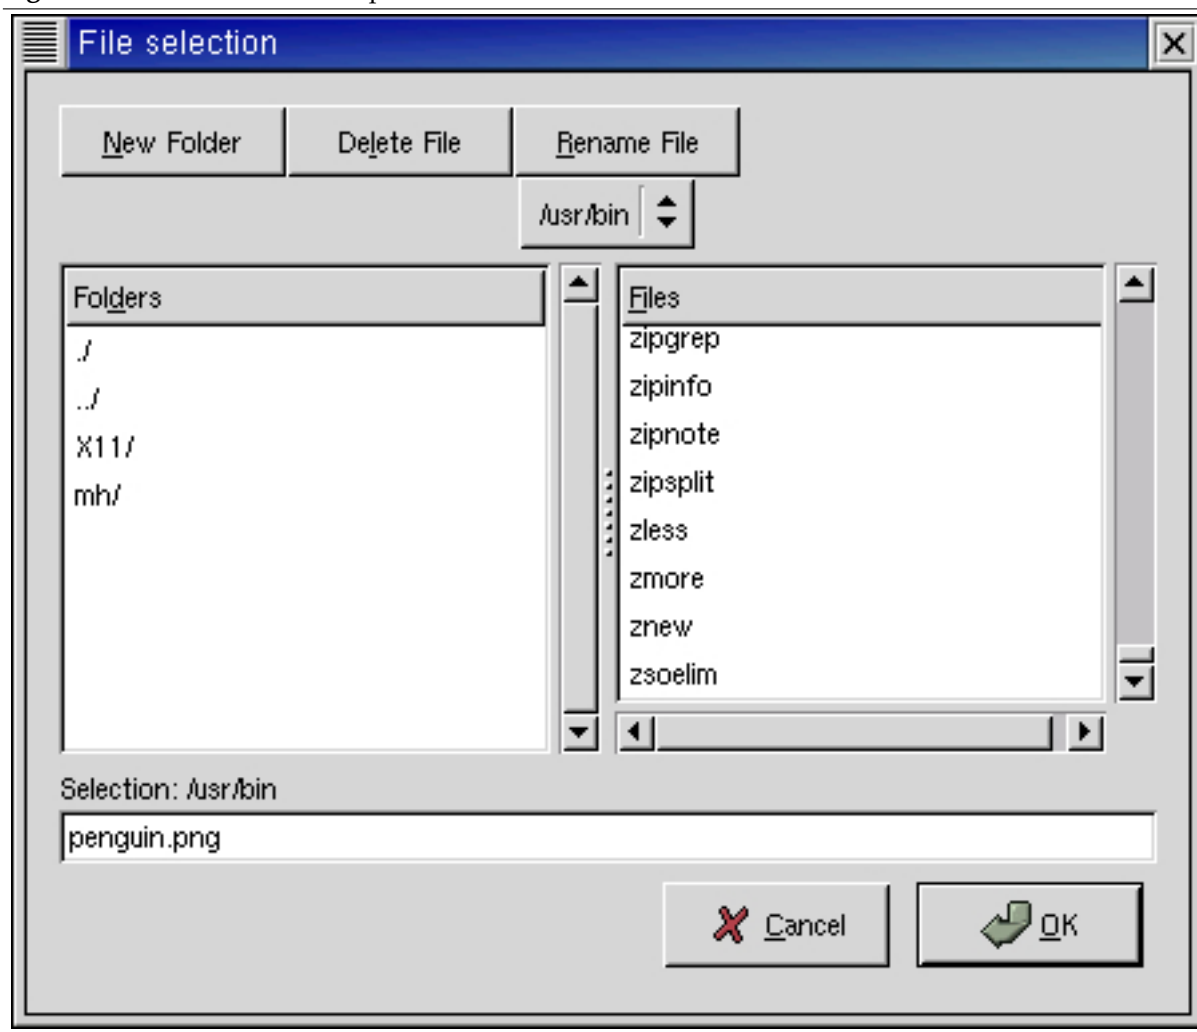 File selection
New Folder
Delete File
Rename File
/usr/bin
Folders
./
../
X11/
mh/
Files
zipgrep
zipinfo
zipnote
zipsplit
zless
zmore
znew
zsoelim
Selection: /usr/bin
penguin.png
Cancel
OK